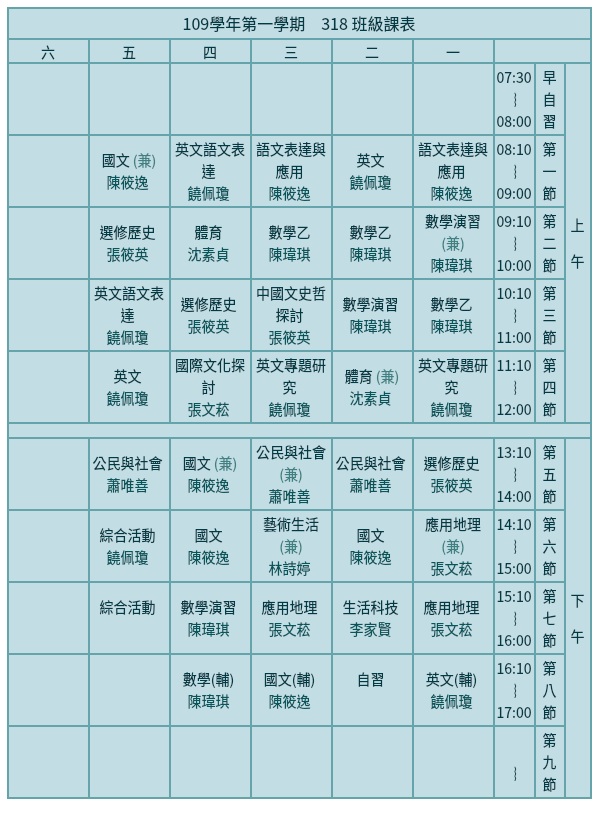 109學年第一學期 318 班級課表
六 五 四 三 二 一
07:30
｝
08:00
早
自
習
上
午
國文 (兼)
陳筱逸
英文語文表
達
饒佩瓊
語文表達與
應用
陳筱逸
英文
饒佩瓊
語文表達與
應用
陳筱逸
08:10
｝
09:00
第
一
節
選修歷史
張筱英
體育
沈素貞
數學乙
陳瑋琪
數學乙
陳瑋琪
數學演習
(兼)
陳瑋琪
09:10
｝
10:00
第
二
節
英文語文表
達
饒佩瓊
選修歷史
張筱英
中國文史哲
探討
張筱英
數學演習
陳瑋琪
數學乙
陳瑋琪
10:10
｝
11:00
第
三
節
英文
饒佩瓊
國際文化探
討
張文菘
英文專題研
究
饒佩瓊
體育 (兼)
沈素貞
英文專題研
究
饒佩瓊
11:10
｝
12:00
第
四
節
公民與社會
蕭唯善
國文 (兼)
陳筱逸
公民與社會
(兼)
蕭唯善
公民與社會
蕭唯善
選修歷史
張筱英
13:10
｝
14:00
第
五
節
下
午
綜合活動
饒佩瓊
國文
陳筱逸
藝術生活
(兼)
林詩婷
國文
陳筱逸
應用地理
(兼)
張文菘
14:10
｝
15:00
第
六
節
綜合活動
數學演習
陳瑋琪
應用地理
張文菘
生活科技
李家賢
應用地理
張文菘
15:10
｝
16:00
第
七
節
數學(輔)
陳瑋琪
國文(輔)
陳筱逸
自習
英文(輔)
饒佩瓊
16:10
｝
17:00
第
八
節
｝
第
九
節